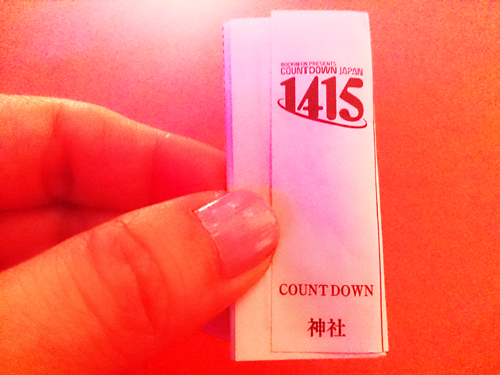 ROCKIN'ON PRESENTS
COUNTDOWN JAPAN
1415
COUNT DOWN
神社